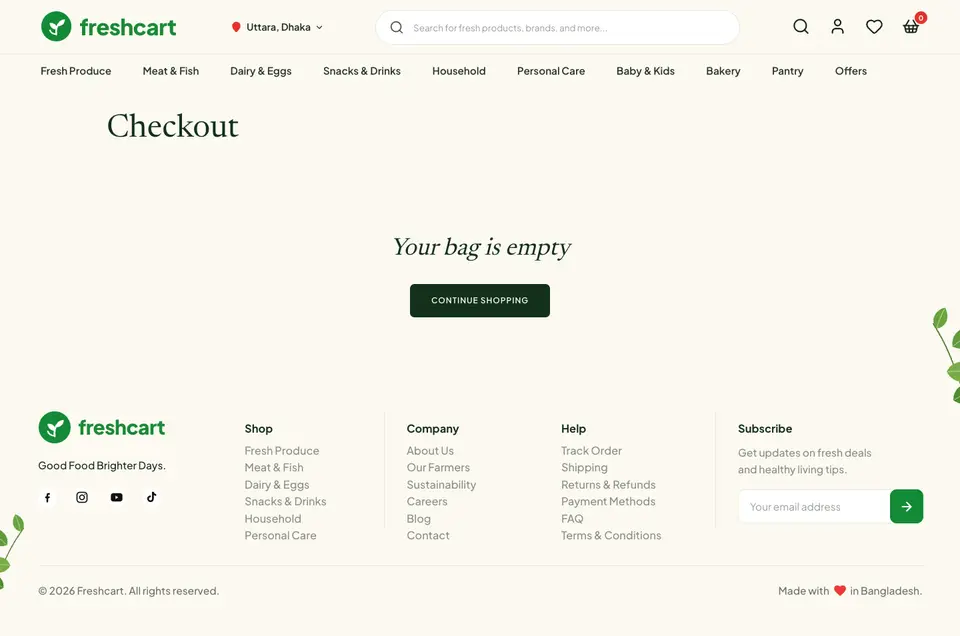 freshcart
Uttara, Dhaka
Search for fresh products, brands, and more...
0
Fresh Produce Meat & Fish Dairy & Eggs Snacks & Drinks Household Personal Care Baby & Kids Bakery Pantry Offers
Checkout
Your bag is empty
CONTINUE SHOPPING
freshcart
Good Food Brighter Days.
Shop
Fresh Produce
Meat & Fish
Dairy & Eggs
Snacks & Drinks
Household
Personal Care
Company
About Us
Our Farmers
Sustainability
Careers
Blog
Contact
Help
Track Order
Shipping
Returns & Refunds
Payment Methods
FAQ
Terms & Conditions
Subscribe
Get updates on fresh deals
and healthy living tips.
Your email address
© 2026 Freshcart. All rights reserved.
Made with ❤️ in Bangladesh.